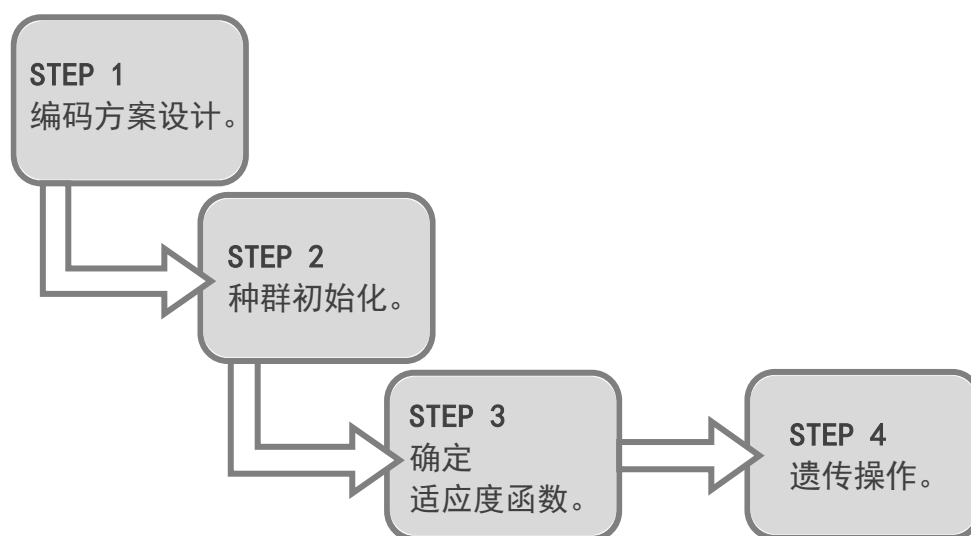 STEP 1
编码方案设计。
STEP 2
种群初始化。
STEP 3
确定
适应度函数。
STEP 4
遗传操作。